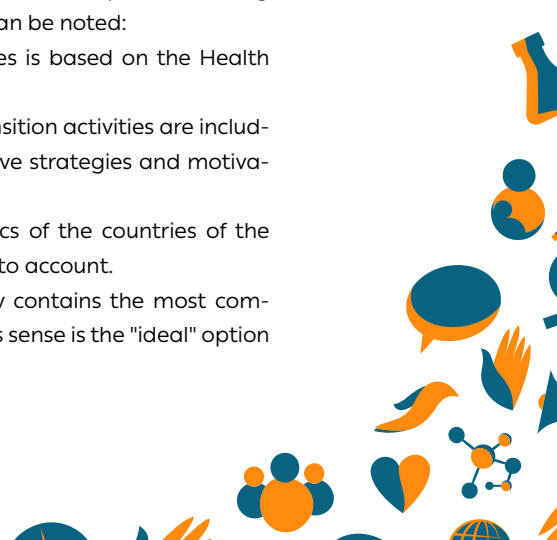 an be noted:
es is based on the Health
sition activities are includ-
ve strategies and motiva-
cs of the countries of the
to account.
contains the most com-
s sense is the "ideal" option